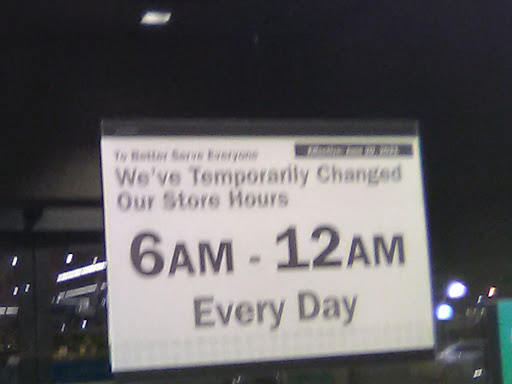 To Better Serve Everyone
We've Temporarily Changed
Our Store Hours
6AM - 12AM
Every Day